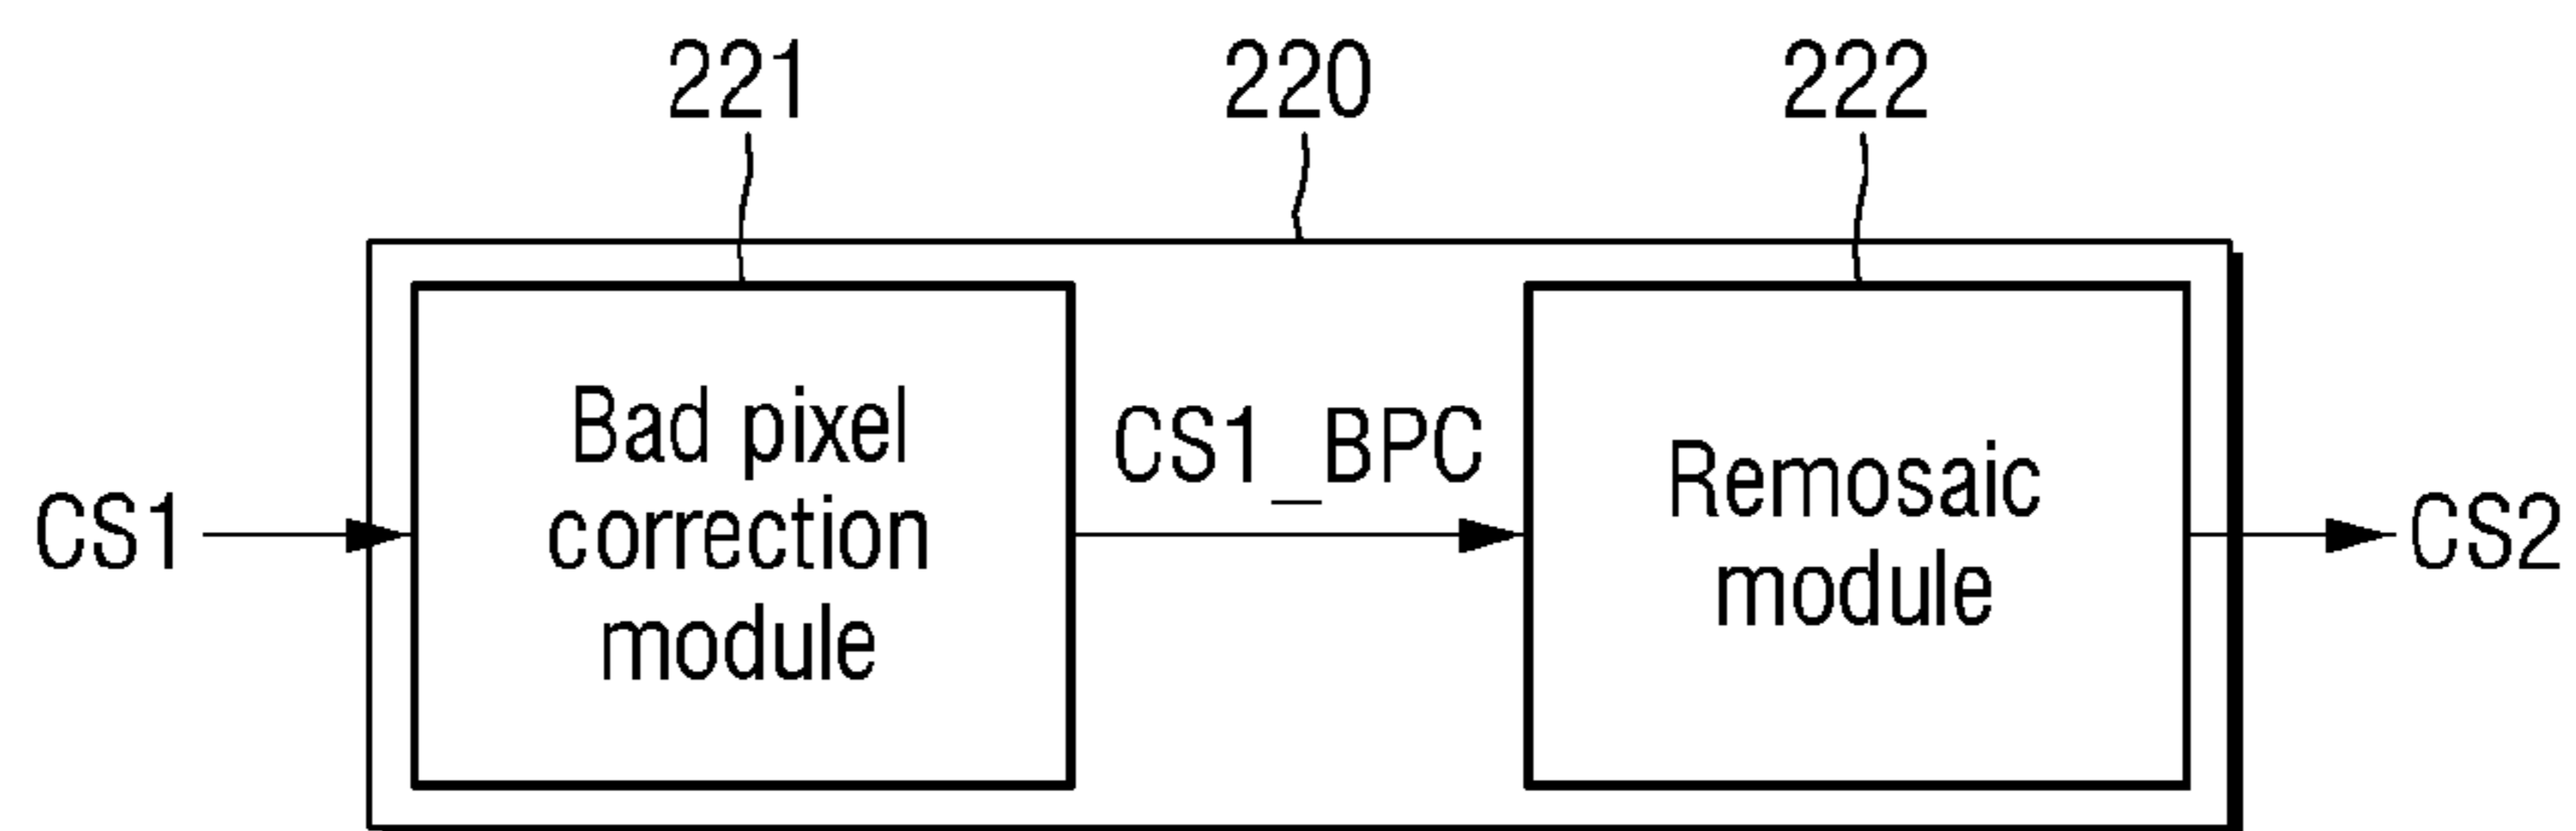 221
220
222
Bad pixel
correction
module
CS1
CS1_BPC
Remosaic
module
CS2